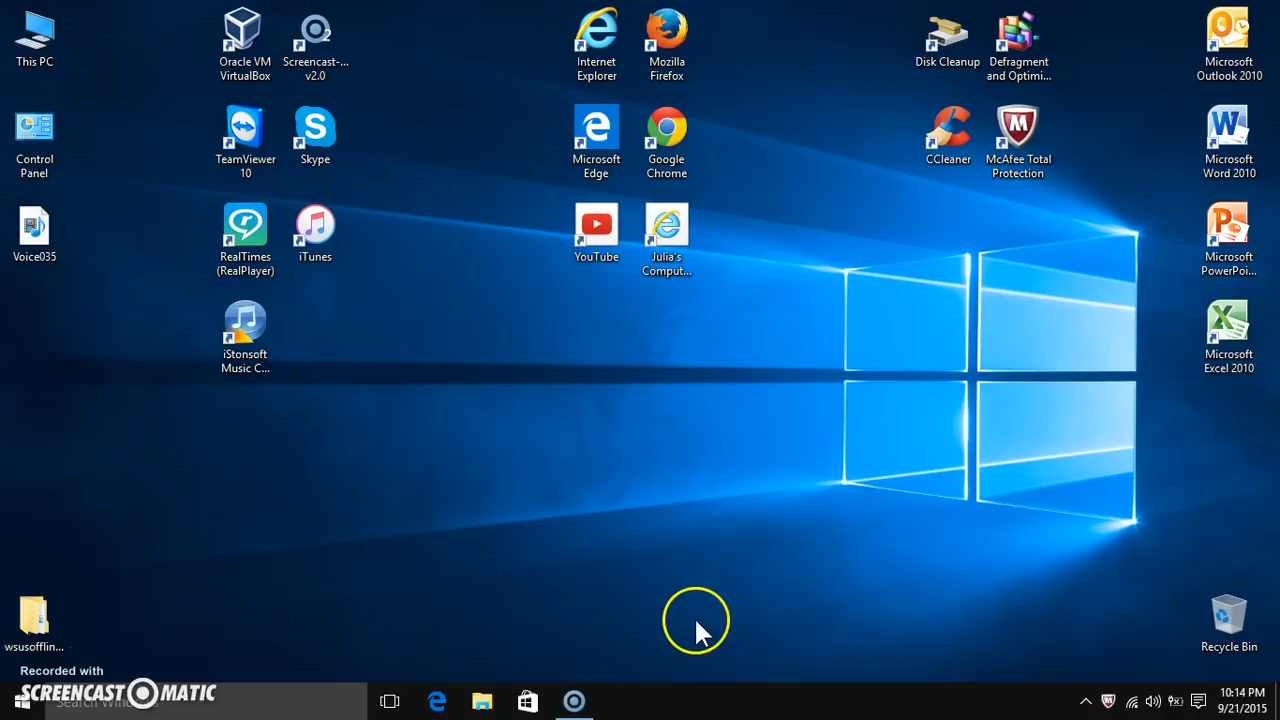 This PC
Oracle VM
VirtualBox
Screencast-...
v2.0
Internet
Explorer
Mozilla
Firefox
Disk Cleanup
Defragment
and Optimi...
Microsoft
Outlook 2010
Control
Panel
TeamViewer
10
Skype
Microsoft
Edge
Google
Chrome
CCleaner
McAfee Total
Protection
Microsoft
Word 2010
Voice035
RealTimes
(RealPlayer)
iTunes
YouTube
Julia's
Comput...
Microsoft
PowerPoi...
iStonsoft
Music C...
Microsoft
Excel 2010
wsusofflin...
Recycle Bin
Recorded with
SCREENCAST-O-MATIC
Search Windows
10:14 PM
9/21/2015